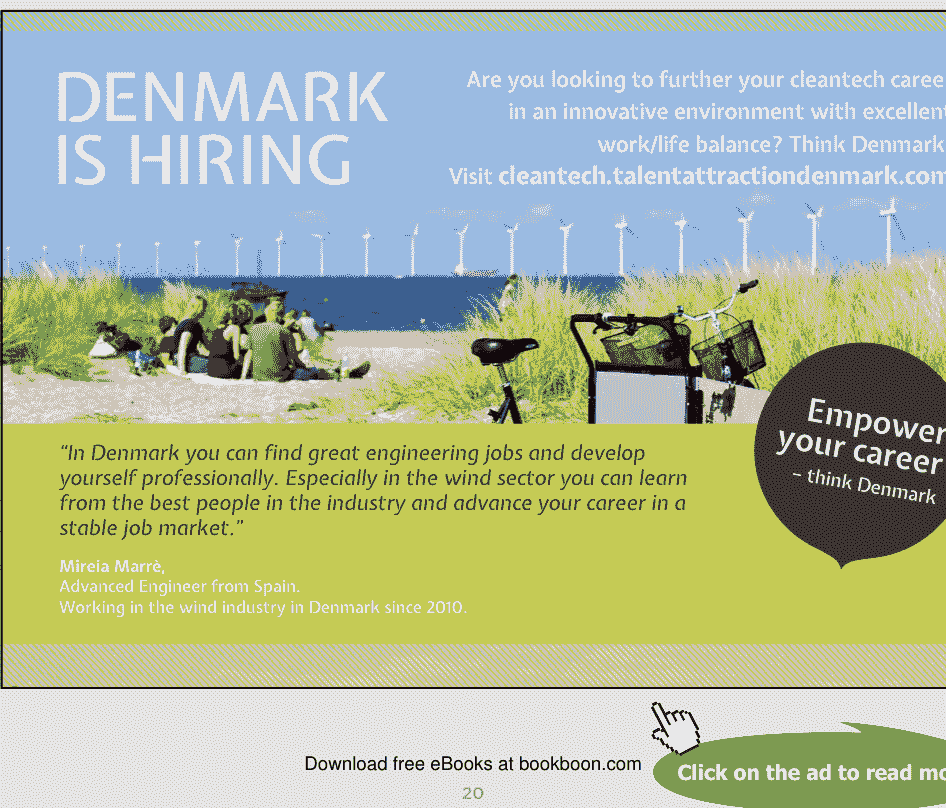 DENMARK
IS HIRING
Are you looking to further your cleantech caree
in an innovative environment with excellent
work/life balance? Think Denmark
Visit cleantech.talentattractiondenmark.com
Empower
your career
– think Denmark
“In Denmark you can find great engineering jobs and develop
yourself professionally. Especially in the wind sector you can learn
from the best people in the industry and advance your career in a
stable job market.”
Mireia Marrè,
Advanced Engineer from Spain.
Working in the wind industry in Denmark since 2010.
Download free eBooks at bookboon.com
20
Click on the ad to read mo